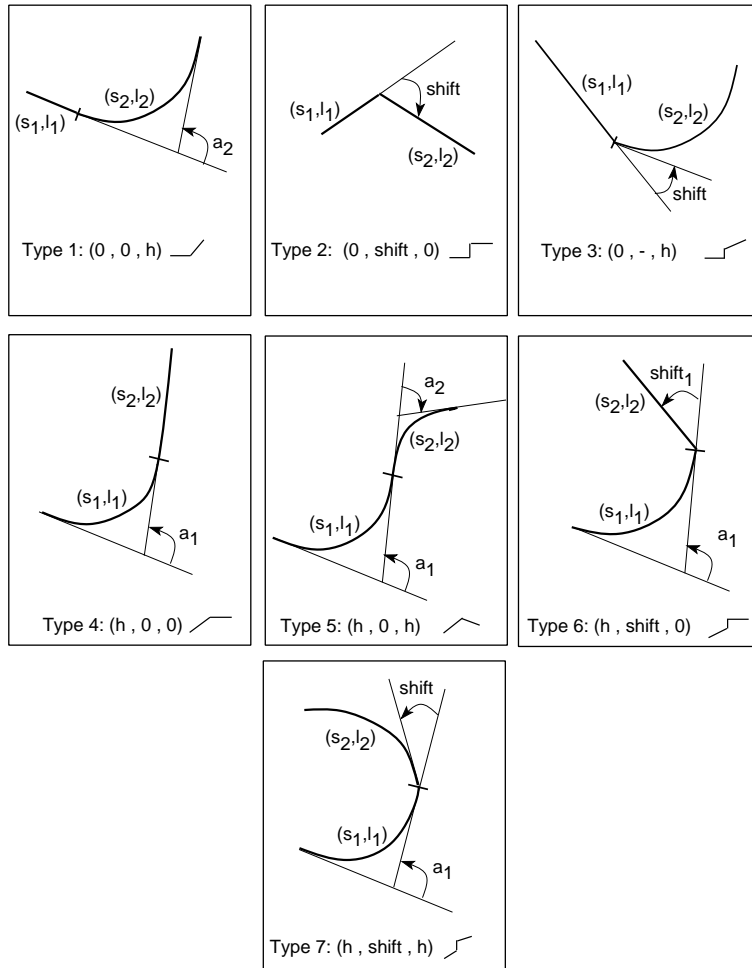 (s1,l1)
(s2,l2)
a2
Type 1: (0 , 0 , h)
(s1,l1)
shift
(s2,l2)
Type 2: (0 , shift , 0)
(s1,l1)
(s2,l2)
shift
Type 3: (0 , - , h)
(s2,l2)
(s1,l1)
a1
Type 4: (h , 0 , 0)
a2
(s2,l2)
(s1,l1)
a1
Type 5: (h , 0 , h)
shift1
(s2,l2)
(s1,l1)
a1
Type 6: (h , shift , 0)
shift
(s2,l2)
(s1,l1)
a1
Type 7: (h , shift , h)